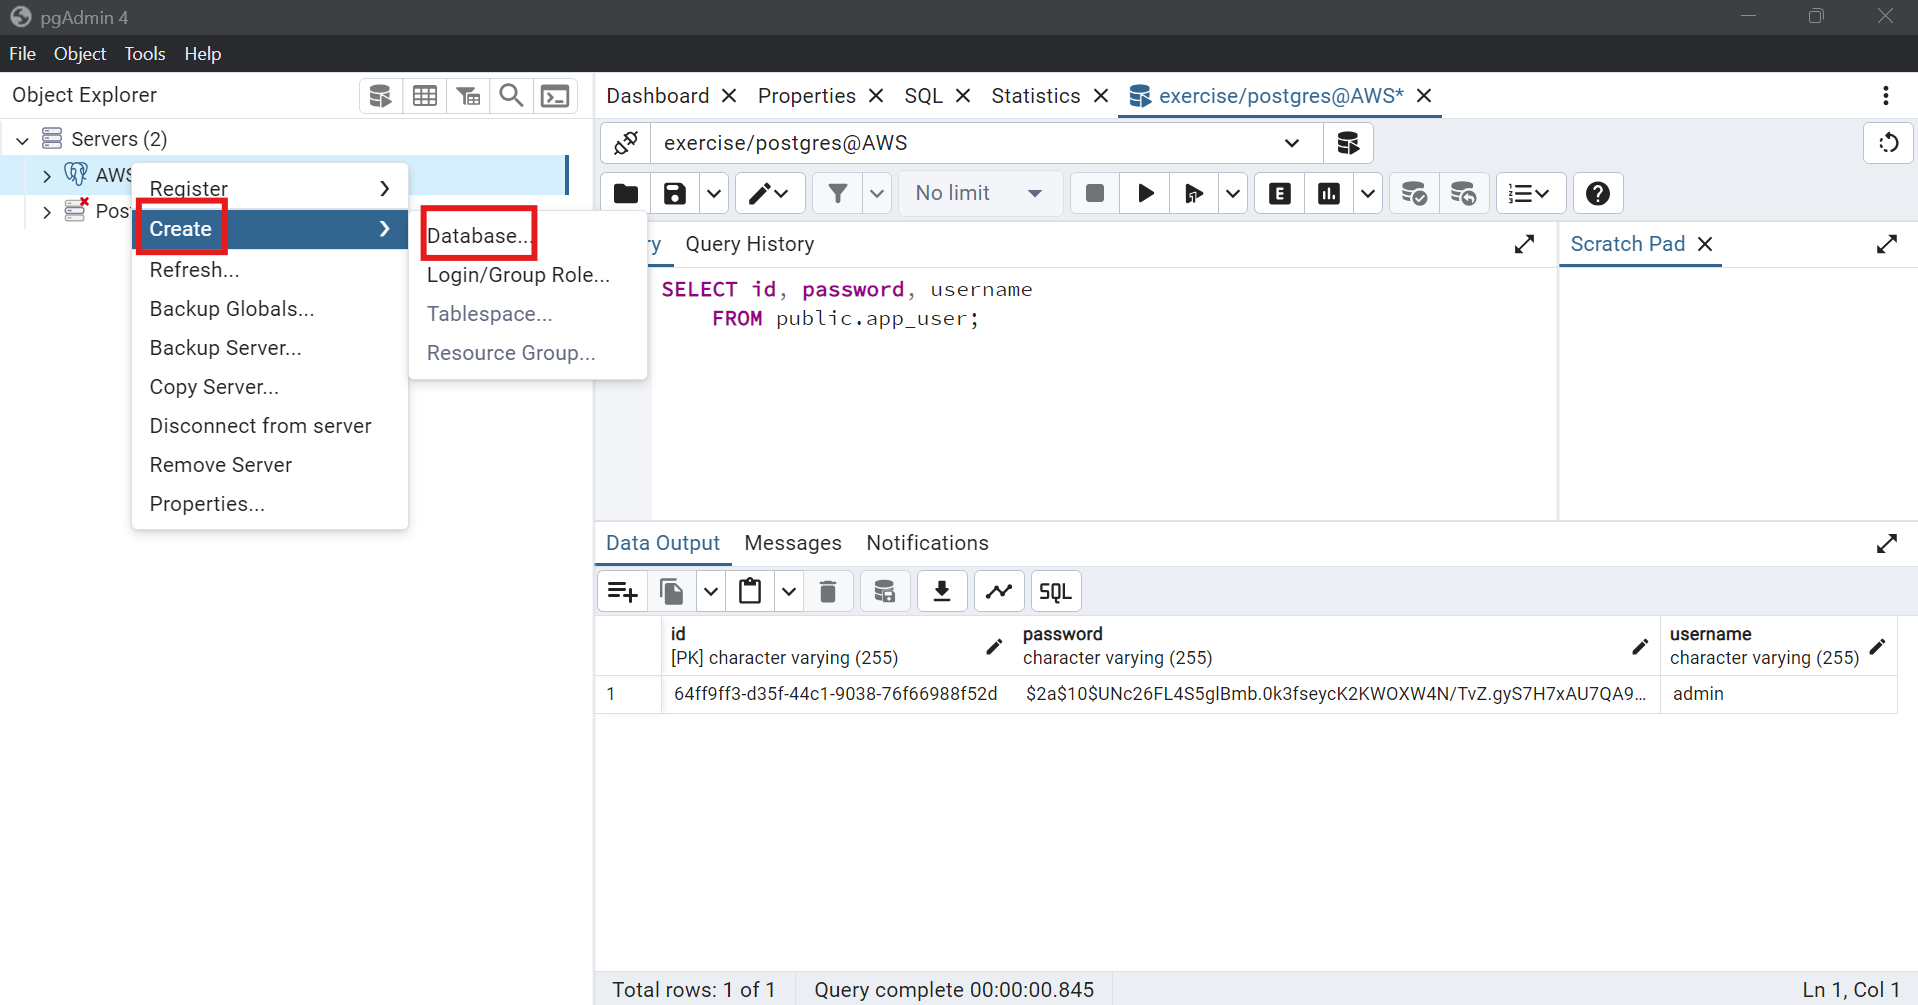 pgAdmin 4
File Object Tools Help
Object Explorer
Servers (2)
AWS
Register
Create
Refresh...
Backup Globals...
Backup Server...
Copy Server...
Disconnect from server
Remove Server
Properties...
Database...
Login/Group Role...
Tablespace...
Resource Group...
Dashboard Properties SQL Statistics exercise/postgres@AWS*
exercise/postgres@AWS
No limit
E
Query History
Scratch Pad
SELECT id, password, username
FROM public.app_user;
Data Output Messages Notifications
SQL
id password username
[PK] character varying (255) character varying (255) character varying (255)
1 64ff9ff3-d35f-44c1-9038-76f66988f52d $2a$10$UNc26FL4S5glBmb.0k3fseycK2KWOXW4N/TvZ.gyS7H7xAU7QA9... admin
Total rows: 1 of 1 Query complete 00:00:00.845 Ln 1, Col 1